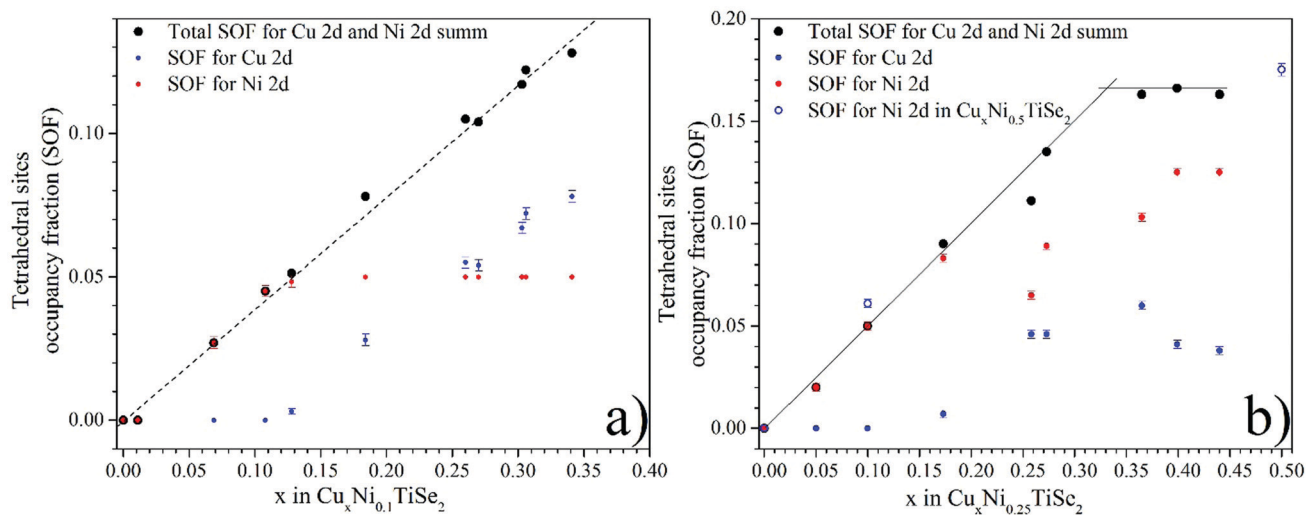 Total SOF for Cu 2d and Ni 2d summ
SOF for Cu 2d
SOF for Ni 2d
0.10
0.05
0.00
Tetrahedral sites
occupancy fraction (SOF)
0.00 0.05 0.10 0.15 0.20 0.25 0.30 0.35 0.40
x in CuxNi0.1TiSe2
a)
Total SOF for Cu 2d and Ni 2d summ
SOF for Cu 2d
SOF for Ni 2d
SOF for Ni 2d in CuxNi0.5TiSe2
0.20
0.15
0.10
0.05
0.00
Tetrahedral sites
occupancy fraction (SOF)
0.00 0.05 0.10 0.15 0.20 0.25 0.30 0.35 0.40 0.45 0.50
x in CuxNi0.25TiSe2
b)